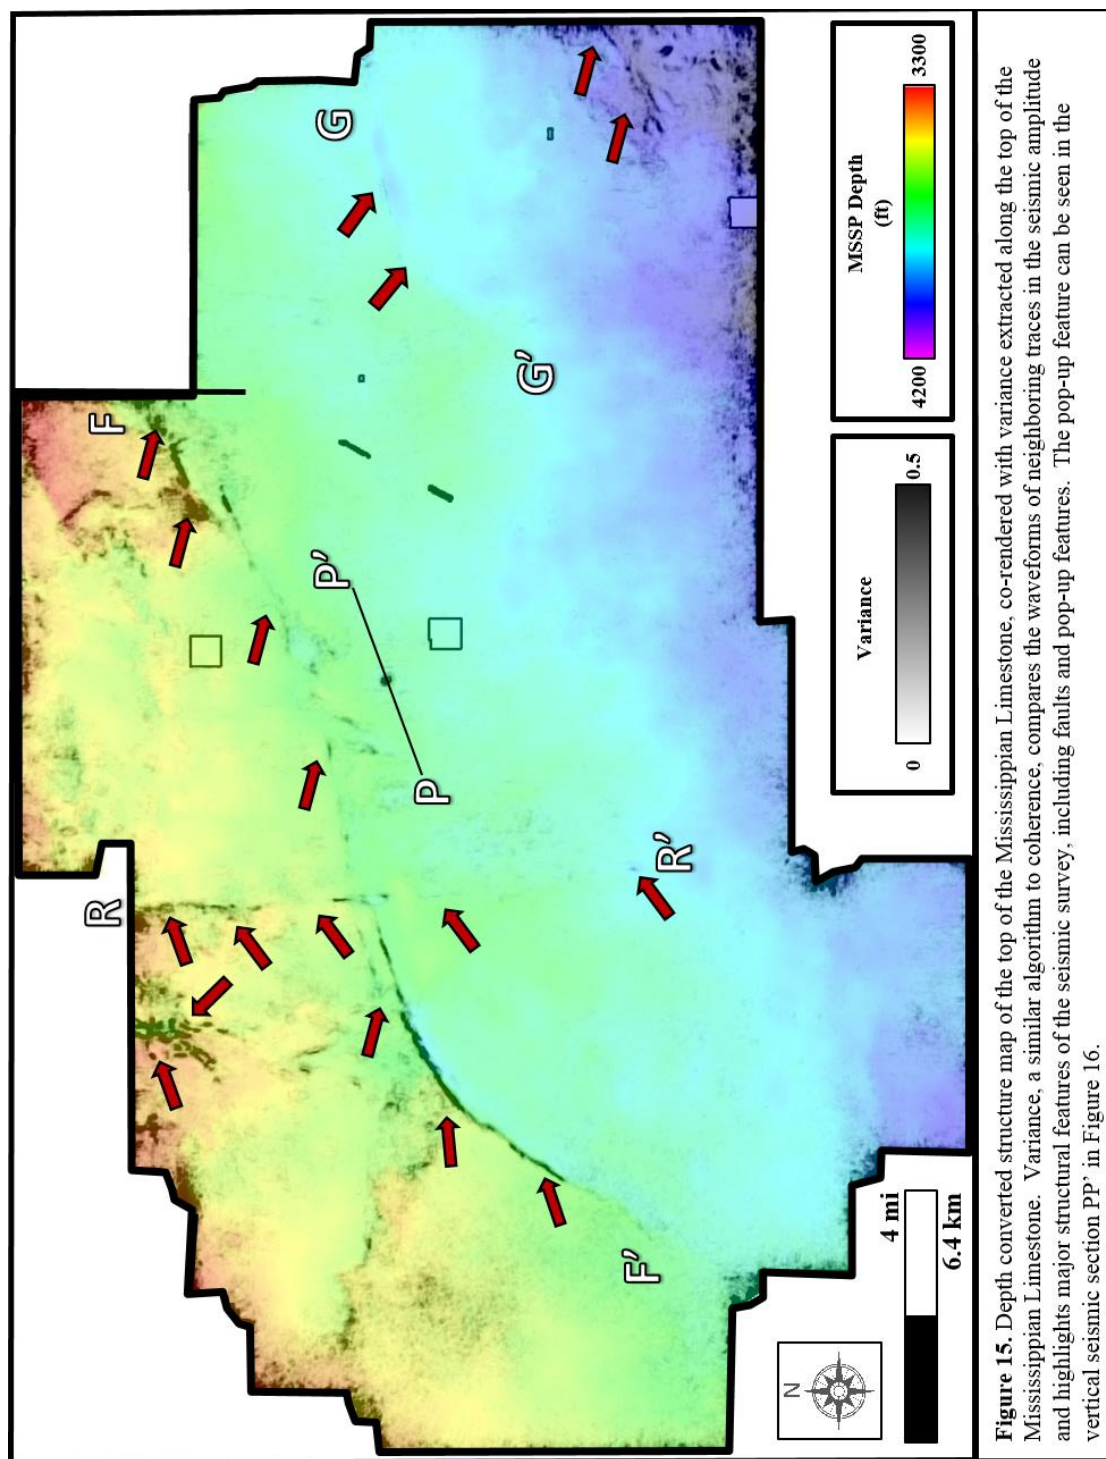 G
F
P'
G'
P
R
R'
F'
MSSP Depth
(ft)
4200
3300
Variance
0
0.5
N
4 mi
6.4 km
Figure 15. Depth converted structure map of the top of the Mississippian Limestone, co-rendered with variance extracted along the top of the
Mississippian Limestone. Variance, a similar algorithm to coherence, compares the waveforms of neighboring traces in the seismic amplitude
and highlights major structural features of the seismic survey, including faults and pop-up features. The pop-up feature can be seen in the
vertical seismic section PP' in Figure 16.